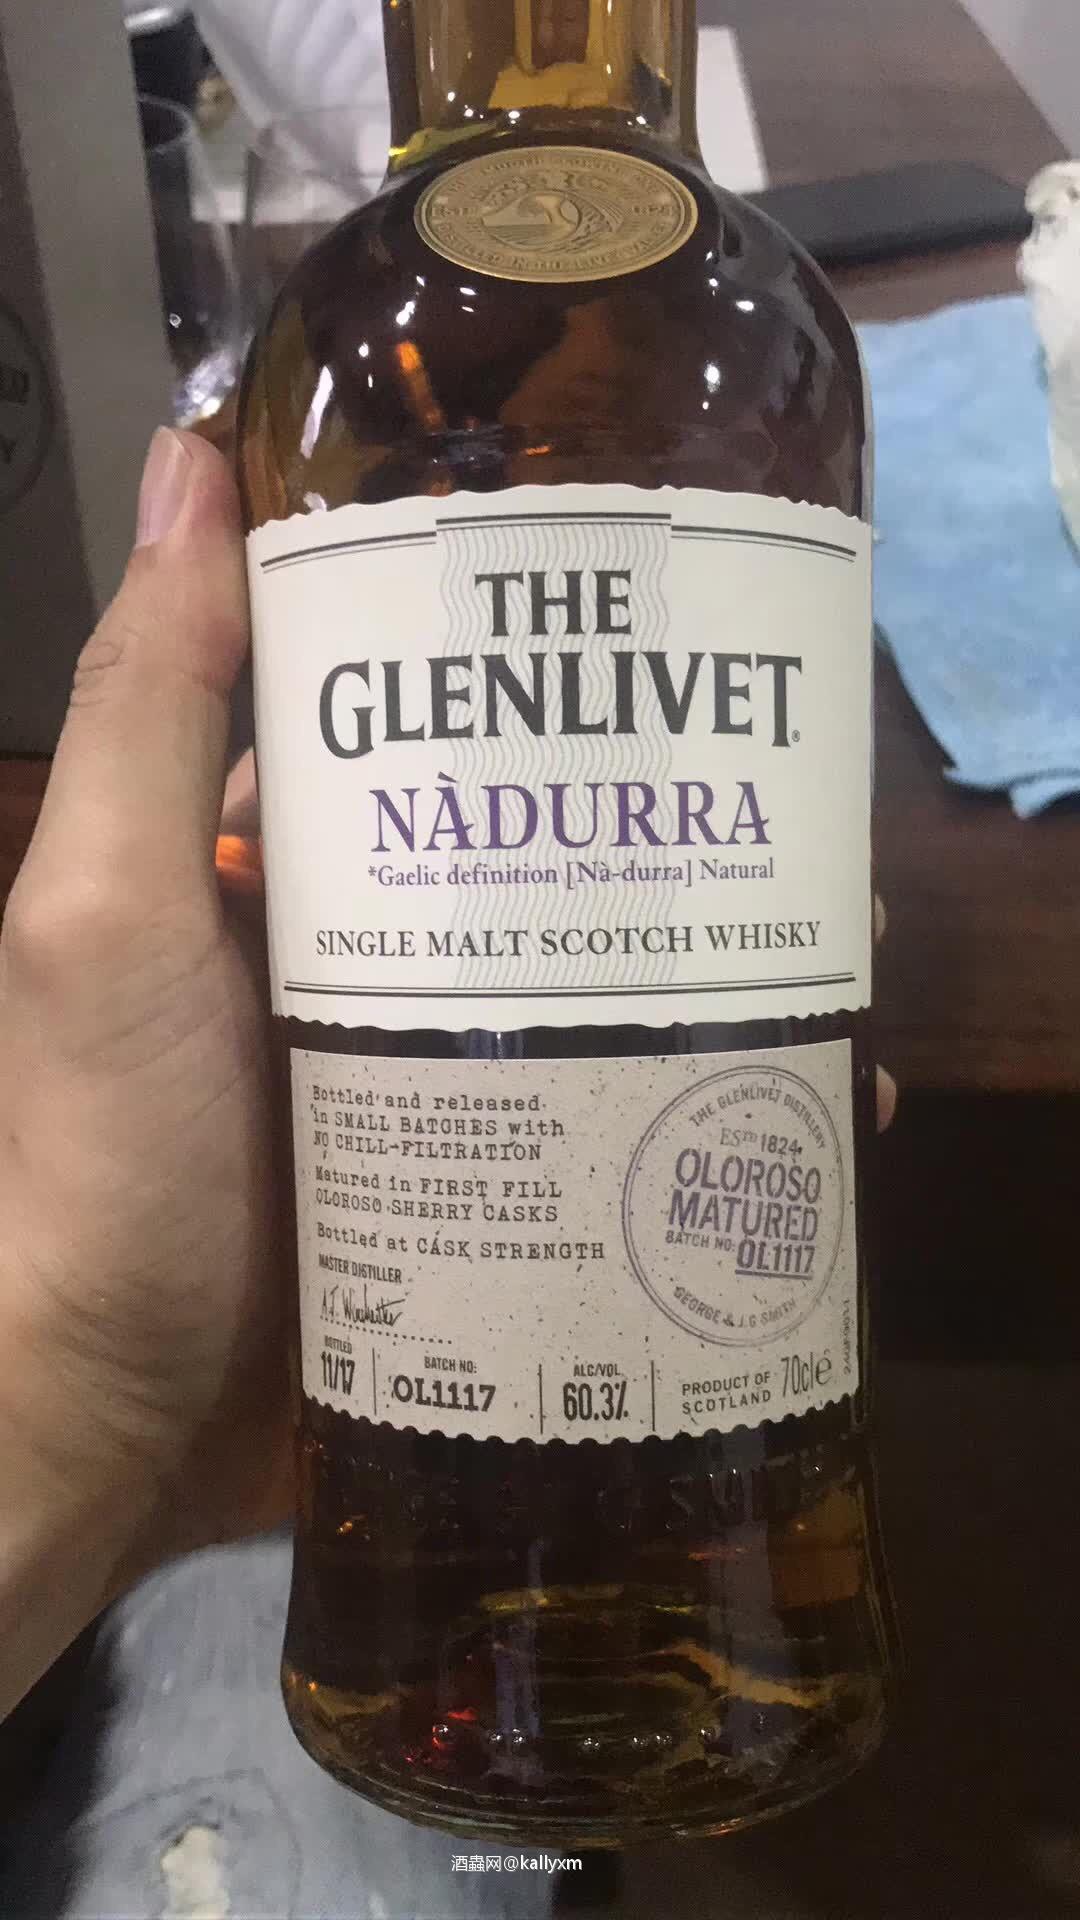 THE
GLENLIVET®
NÀDURRA
*Gaelic definition [Nà-durra] Natural
SINGLE MALT SCOTCH WHISKY
Bottled and released
in SMALL BATCHES with
NO CHILL-FILTRATION
Matured in FIRST FILL
OLOROSO SHERRY CASKS
Bottled at CASK STRENGTH
MASTER DISTILLER
THE GLENLIVET DISTILLERY
ESTD 1824
OLOROSO
MATURED
BATCH NO: OL1117
GEORGE & J.G SMITH
BOTTLED
11/17
BATCH NO:
OL1117
ALC/VOL
60.3%
PRODUCT OF
SCOTLAND
70cl e
酒蟲网@kallyxm